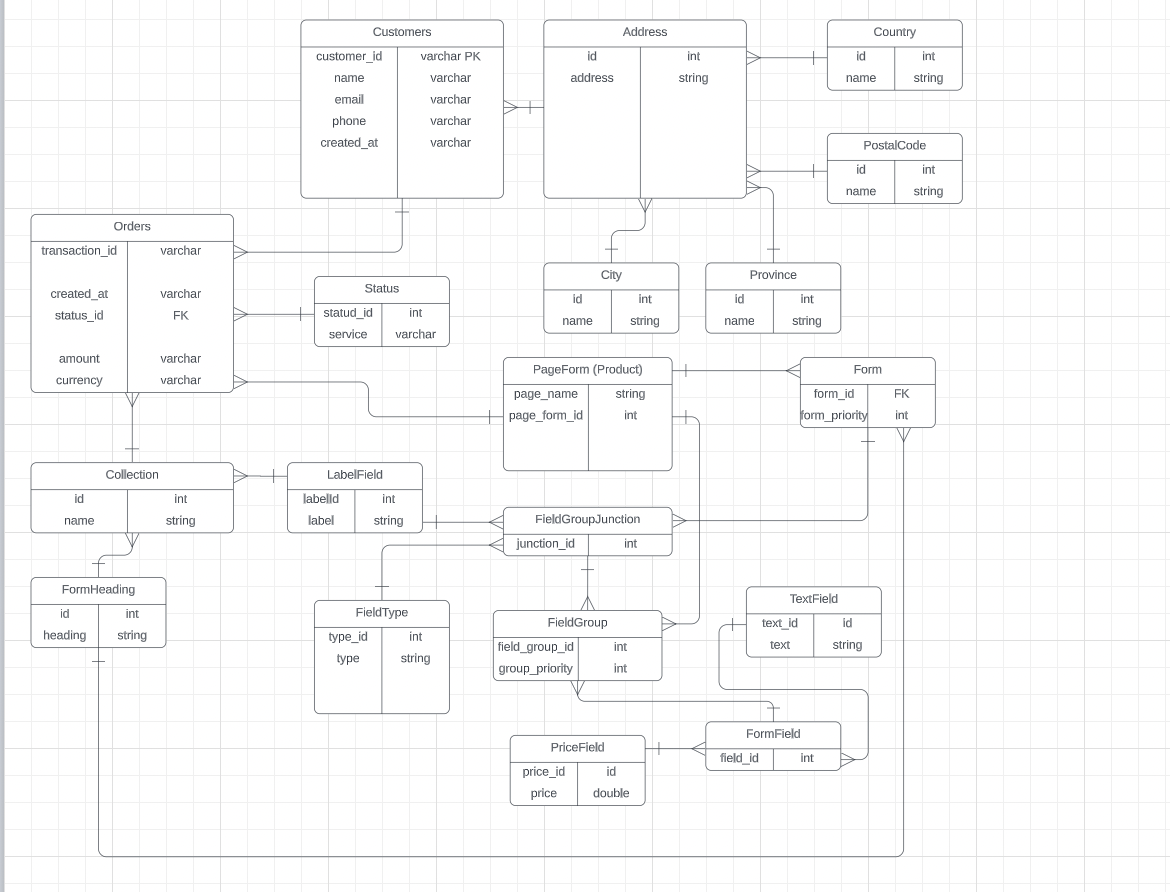 Customers
customer_id varchar PK
name varchar
email varchar
phone varchar
created_at varchar
Address
id int
address string
Country
id int
name string
PostalCode
id int
name string
Orders
transaction_id varchar
created_at varchar
status_id FK
amount varchar
currency varchar
Status
statud_id int
service varchar
City
id int
name string
Province
id int
name string
PageForm (Product)
page_name string
page_form_id int
Form
form_id FK
form_priority int
Collection
id int
name string
LabelField
labelId int
label string
FieldGroupJunction
junction_id int
FormHeading
id int
heading string
FieldType
type_id int
type string
FieldGroup
field_group_id int
group_priority int
TextField
text_id id
text string
FormField
field_id int
PriceField
price_id id
price double